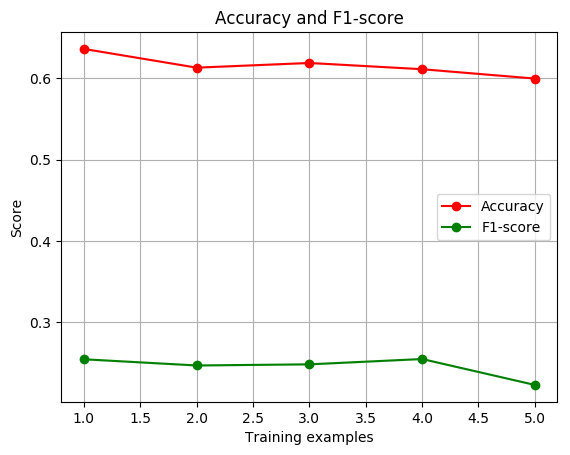 Accuracy and F1-score
0.6
0.5
0.4
0.3
Score
Accuracy
F1-score
1.0 1.5 2.0 2.5 3.0 3.5 4.0 4.5 5.0
Training examples